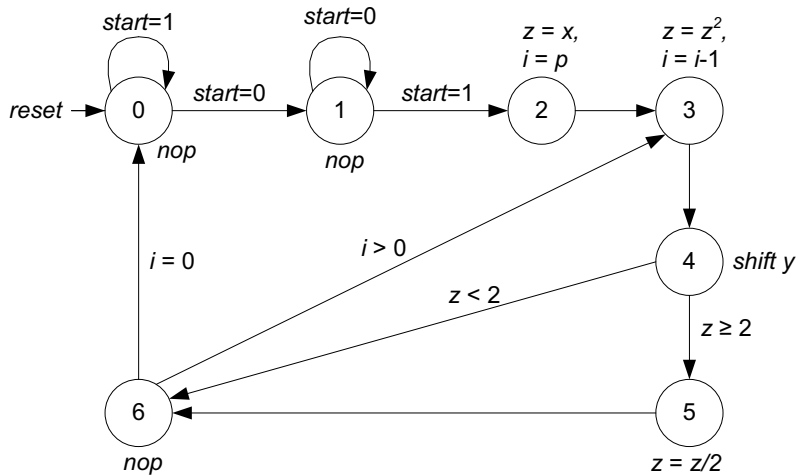 start=1
start=0
z = x,
i = p
z = z²,
i = i-1
reset
0
start=0
1
start=1
2
3
nop
nop
i = 0
i > 0
z < 2
4
shift y
z ≥ 2
6
5
nop
z = z/2